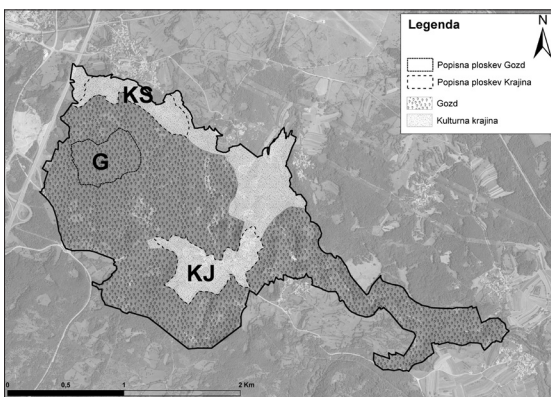 Legenda
N
Popisna ploskev Gozd
Popisna ploskev Krajina
Gozd
Kulturna krajina
KS
G
KJ
0 0,5 1 2 Km